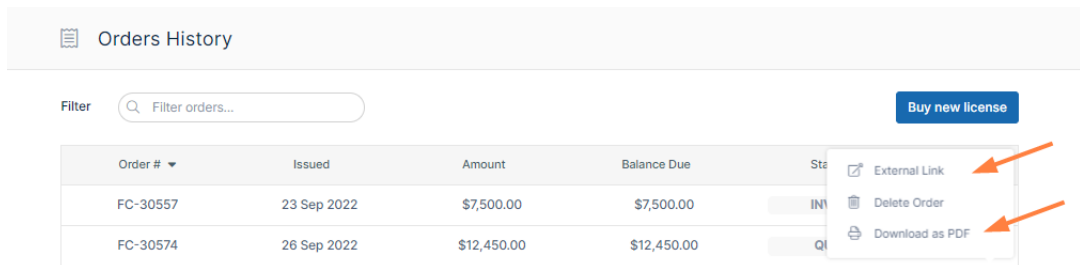 Orders History
Filter Filter orders... Buy new license
Order # Issued Amount Balance Due
External Link
FC-30557 23 Sep 2022 $7,500.00 $7,500.00
Delete Order
FC-30574 26 Sep 2022 $12,450.00 $12,450.00
Download as PDF